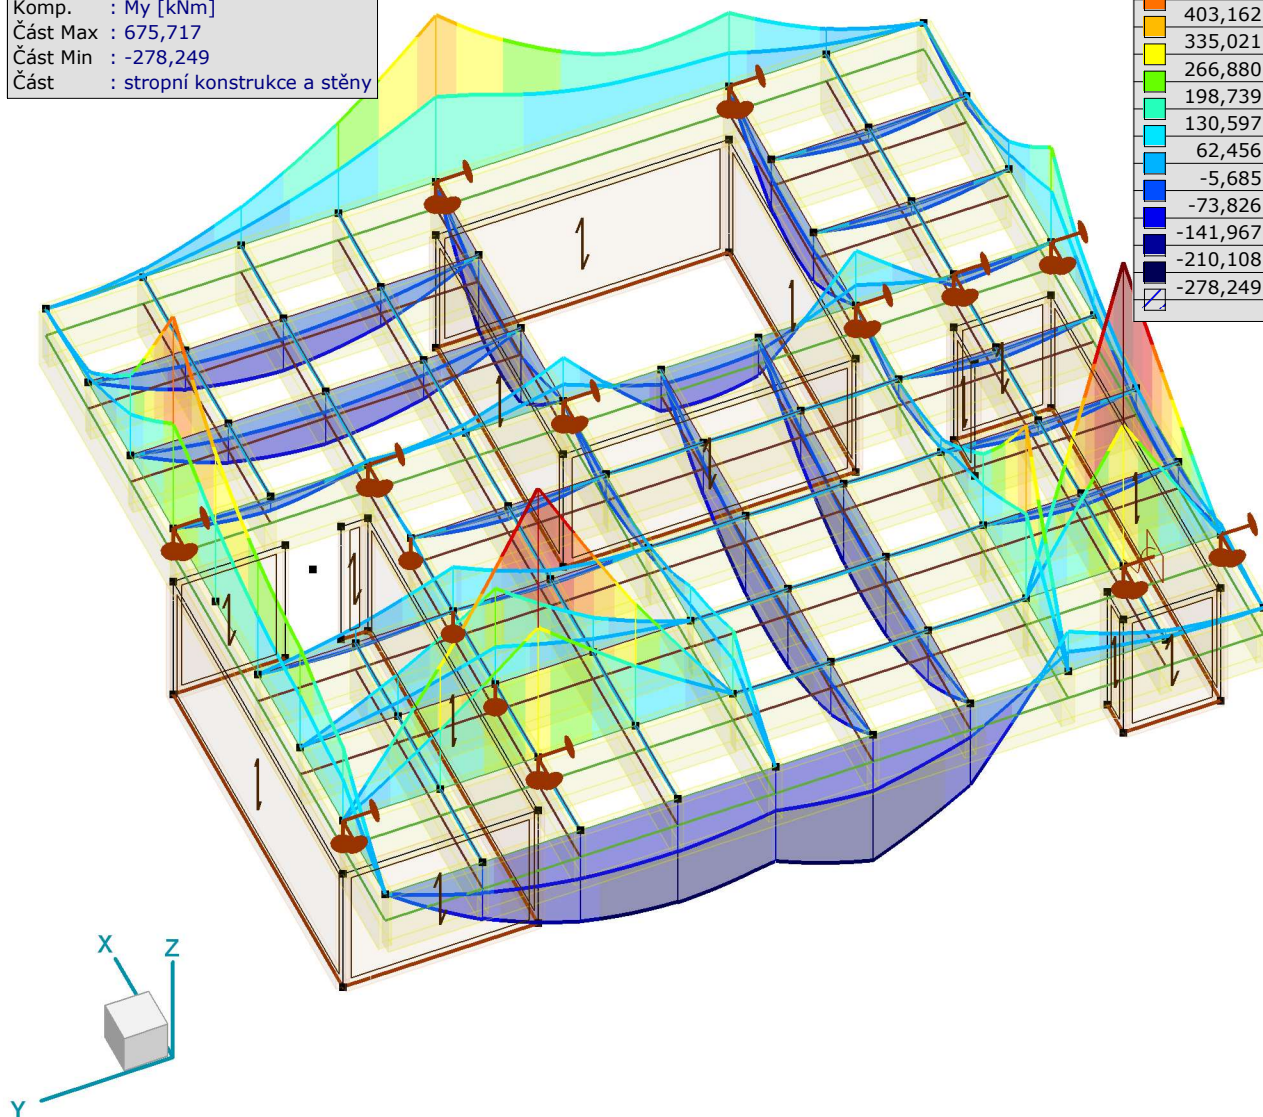 Komp. : My [kNm]
Část Max : 675,717
Část Min : -278,249
Část : stropní konstrukce a stěny
403,162
335,021
266,880
198,739
130,597
62,456
-5,685
-73,826
-141,967
-210,108
-278,249
X
Z
Y